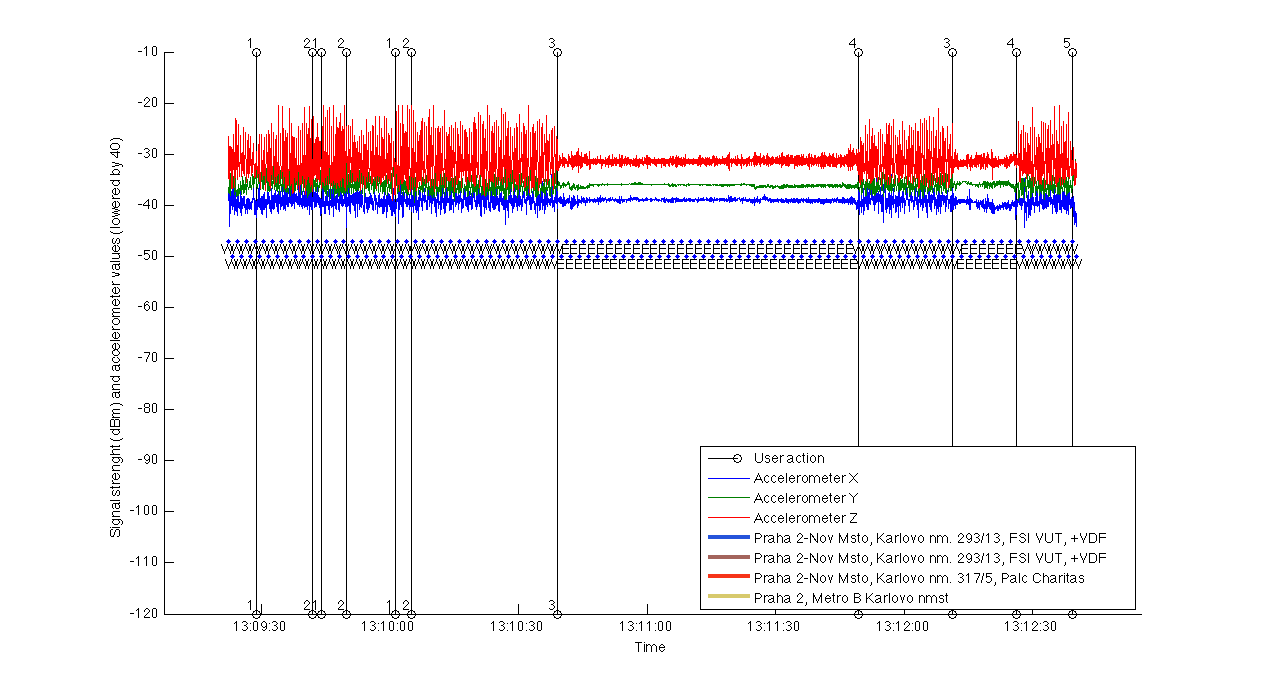 1 2 1 2 1 2 3 4 3 4 5
-10
-20
-30
-40
-50
-60
-70
-80
-90
-100
-110
-120
Signal strenght (dBm) and accelerometer values (lowered by 40)
User action
Accelerometer X
Accelerometer Y
Accelerometer Z
Praha 2-Nov Msto, Karlovo nm. 293/13, FSI VUT, +VDF
Praha 2-Nov Msto, Karlovo nm. 293/13, FSI VUT, +VDF
Praha 2-Nov Msto, Karlovo nm. 317/5, Palc Charitas
Praha 2, Metro B Karlovo nmst
1 2 1 2 1 2 3
13:09:30 13:10:00 13:10:30 13:11:00 13:11:30 13:12:00 13:12:30
Time